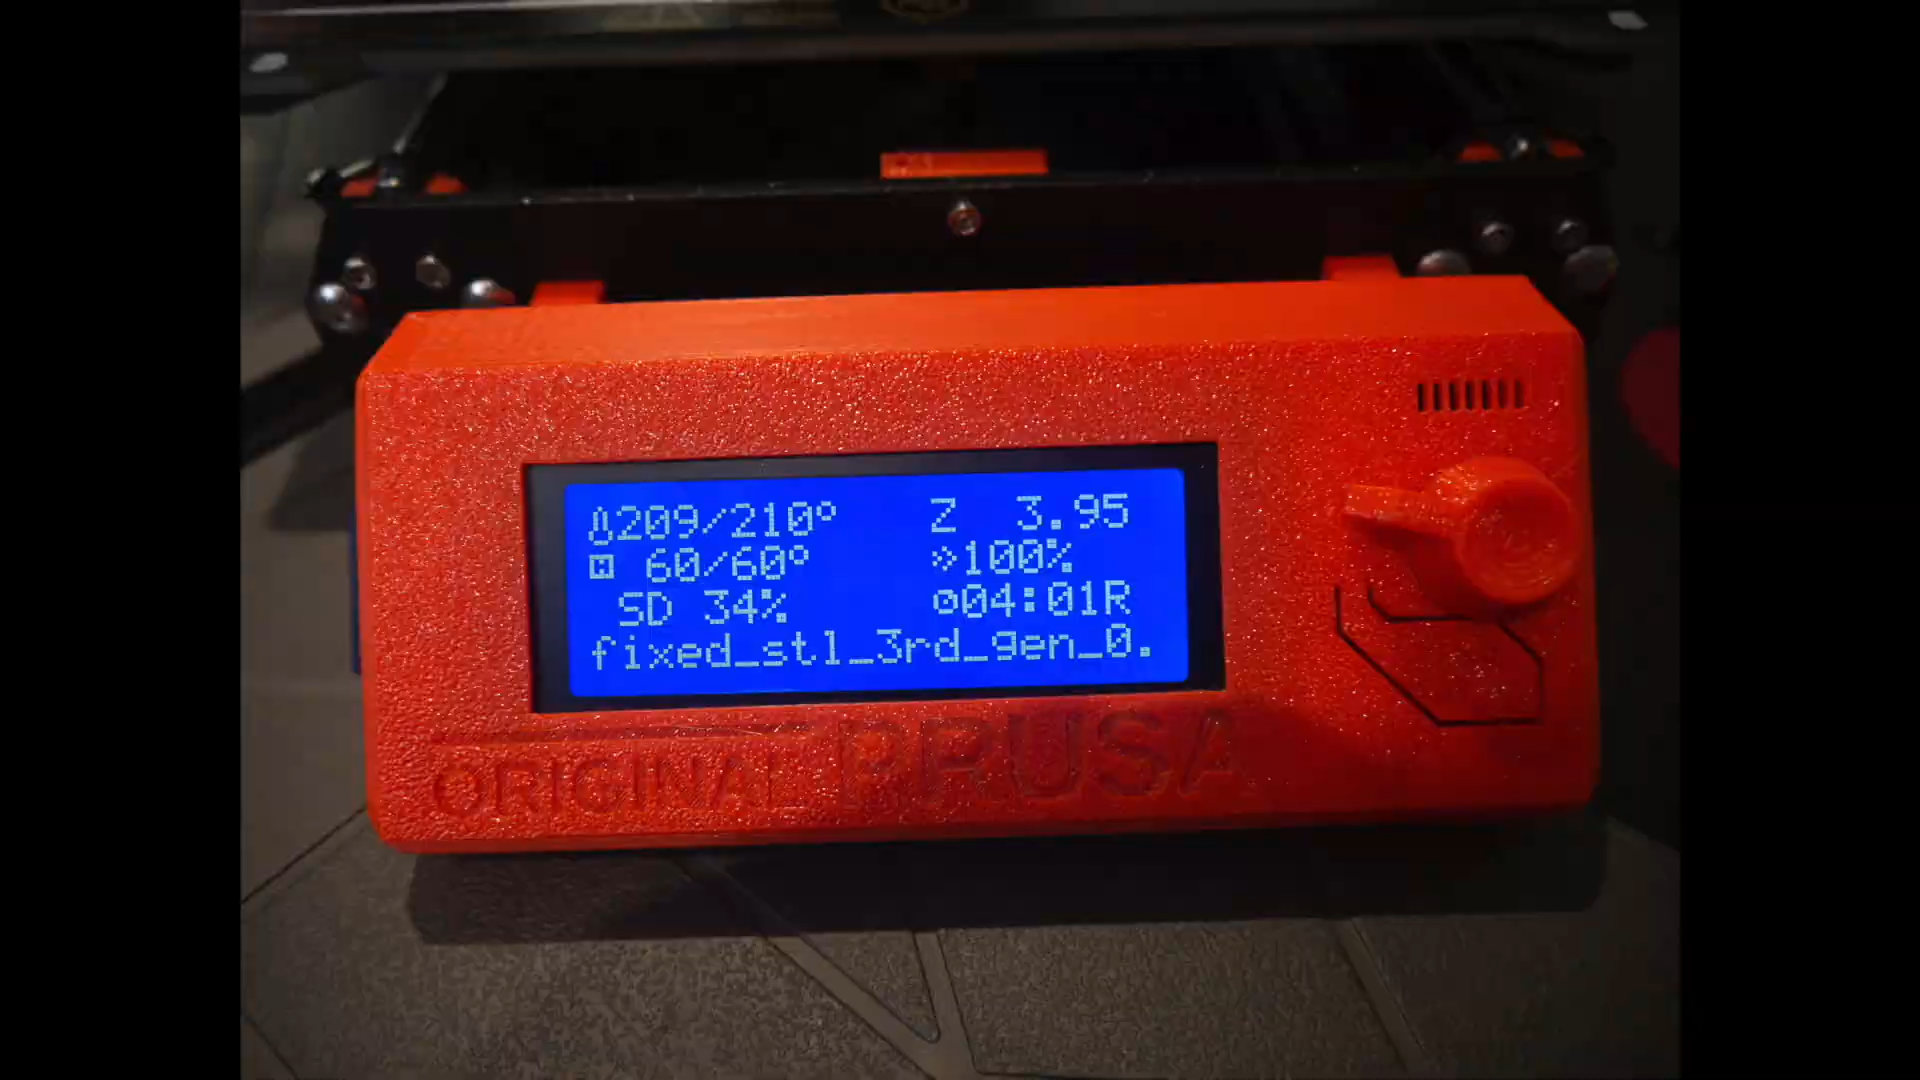 209/210° Z 3.95
60/60° 100%
SD 34% 04:01R
fixed_stl_3rd_gen_0.
ORIGINAL PRUSA